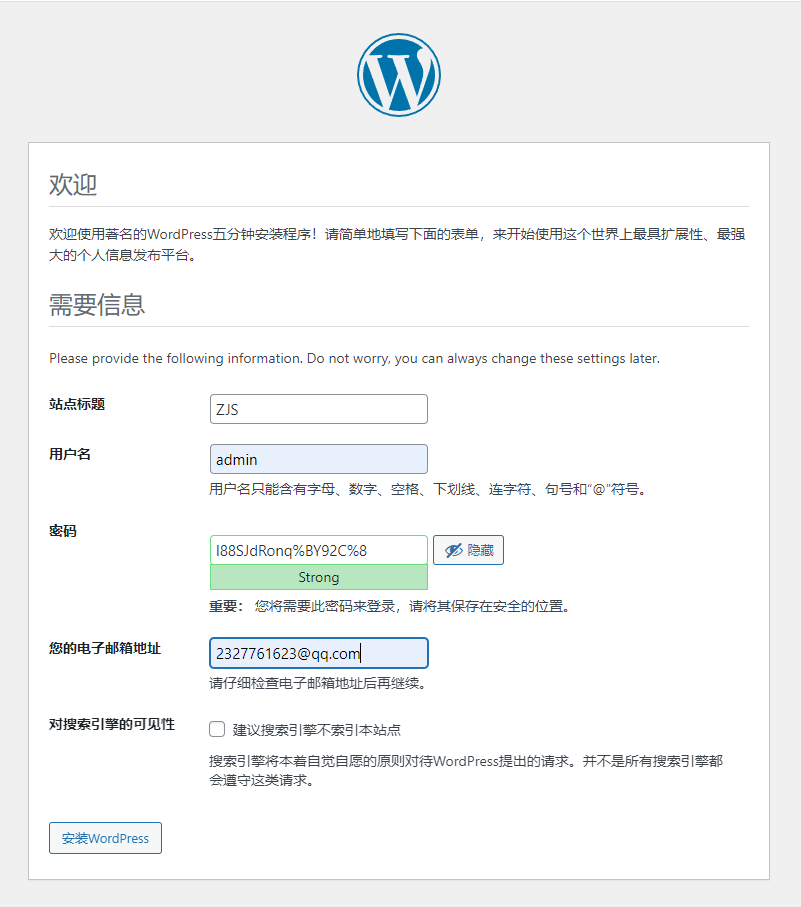 欢迎
欢迎使用著名的WordPress五分钟安装程序！请简单地填写下面的表单，来开始使用这个世界上最具扩展性、最强
大的个人信息发布平台。
需要信息
Please provide the following information. Do not worry, you can always change these settings later.
站点标题
ZJS
用户名
admin
用户名只能含有字母、数字、空格、下划线、连字符、句号和“@”符号。
密码
l88SJdRonq%BY92C%8
隐藏
Strong
重要： 您将需要此密码来登录，请将其保存在安全的位置。
您的电子邮箱地址
2327761623@qq.com
请仔细检查电子邮箱地址后再继续。
对搜索引擎的可见性
建议搜索引擎不索引本站点
搜索引擎将本着自觉自愿的原则对待WordPress提出的请求。并不是所有搜索引擎都
会遵守这类请求。
安装WordPress